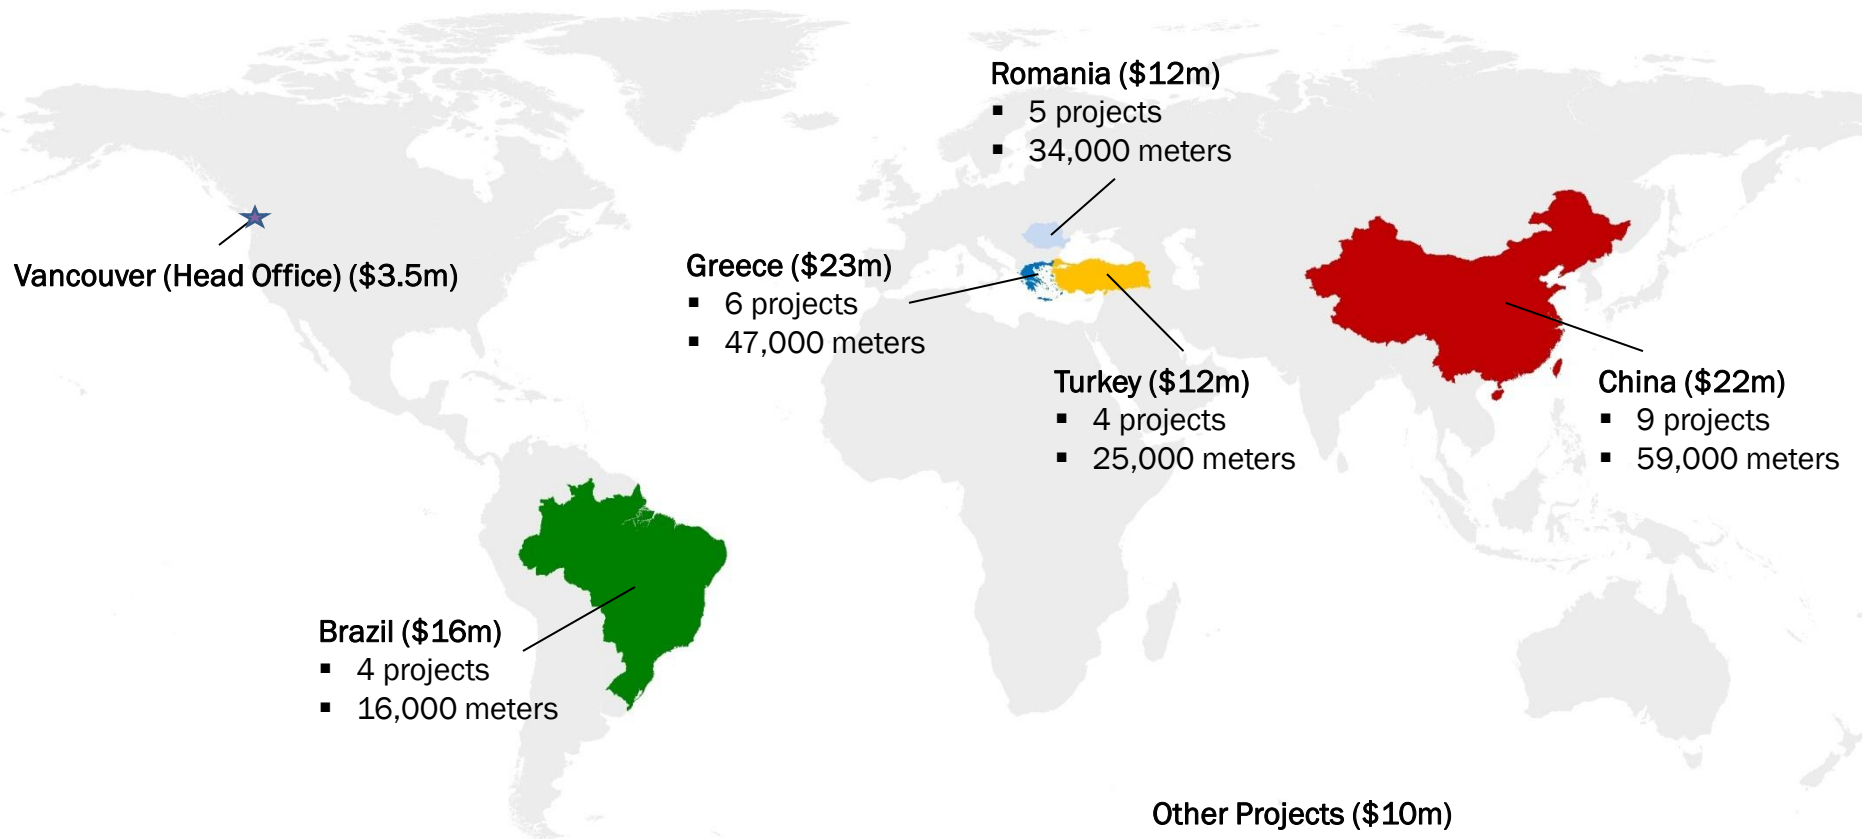 Romania ($12m)
▪ 5 projects
▪ 34,000 meters
Vancouver (Head Office) ($3.5m)
Greece ($23m)
▪ 6 projects
▪ 47,000 meters
Turkey ($12m)
▪ 4 projects
▪ 25,000 meters
China ($22m)
▪ 9 projects
▪ 59,000 meters
Brazil ($16m)
▪ 4 projects
▪ 16,000 meters
Other Projects ($10m)